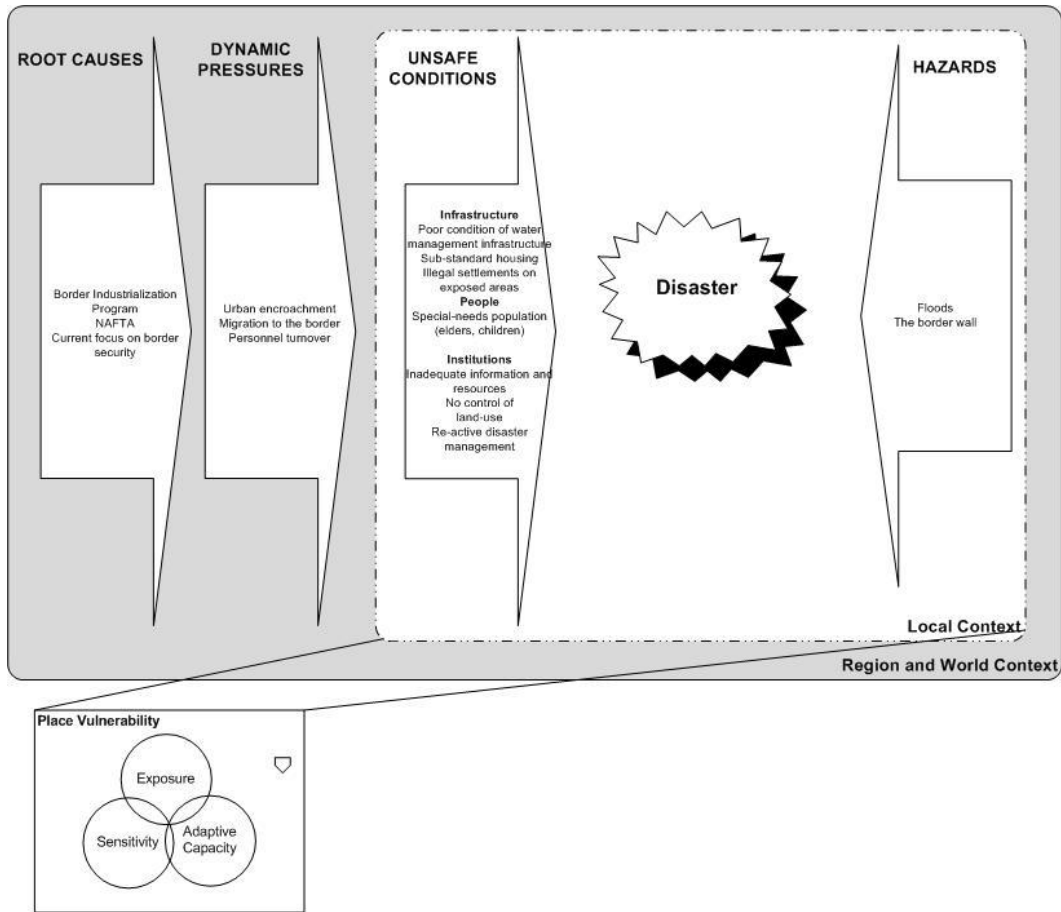 ROOT CAUSES
Border Industrialization
Program
NAFTA
Current focus on border
security
DYNAMIC
PRESSURES
Urban encroachment
Migration to the border
Personnel turnover
UNSAFE
CONDITIONS
Infrastructure
Poor condition of water
management infrastructure
Sub-standard housing
Illegal settlements on
exposed areas
People
Special-needs population
(elders, children)
Institutions
Inadequate information and
resources
No control of
land-use
Re-active disaster
management
Disaster
HAZARDS
Floods
The border wall
Local Context
Region and World Context
Place Vulnerability
Exposure
Sensitivity
Adaptive
Capacity